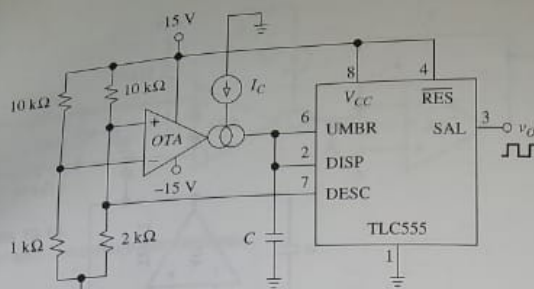 15 V
10 kΩ
10 kΩ
I_C
+
OTA
−
−15 V
1 kΩ
2 kΩ
C
8
4
V_CC
RES
6
UMBR
SAL
3
v_O
2
DISP
7
DESC
TLC555
1